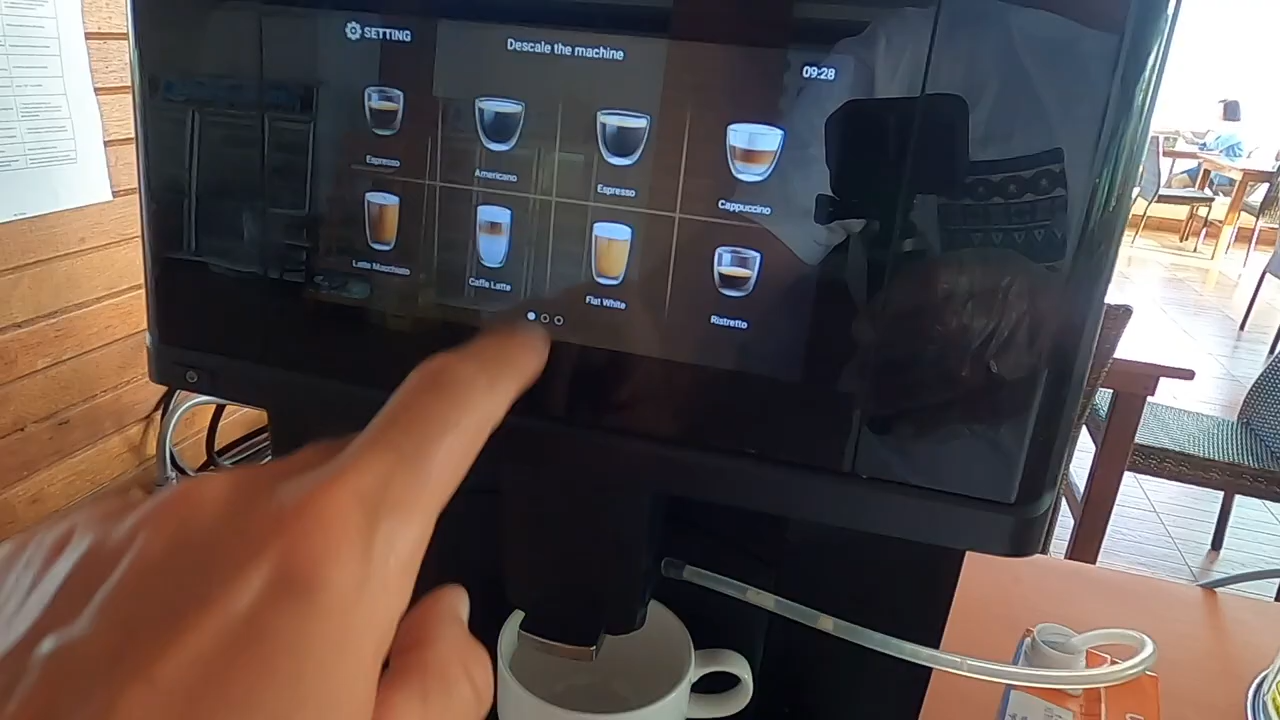 SETTING
Descale the machine
09:28
Espresso
Americano
Espresso
Cappuccino
Latte Macchiato
Caffe Latte
Flat White
Ristretto